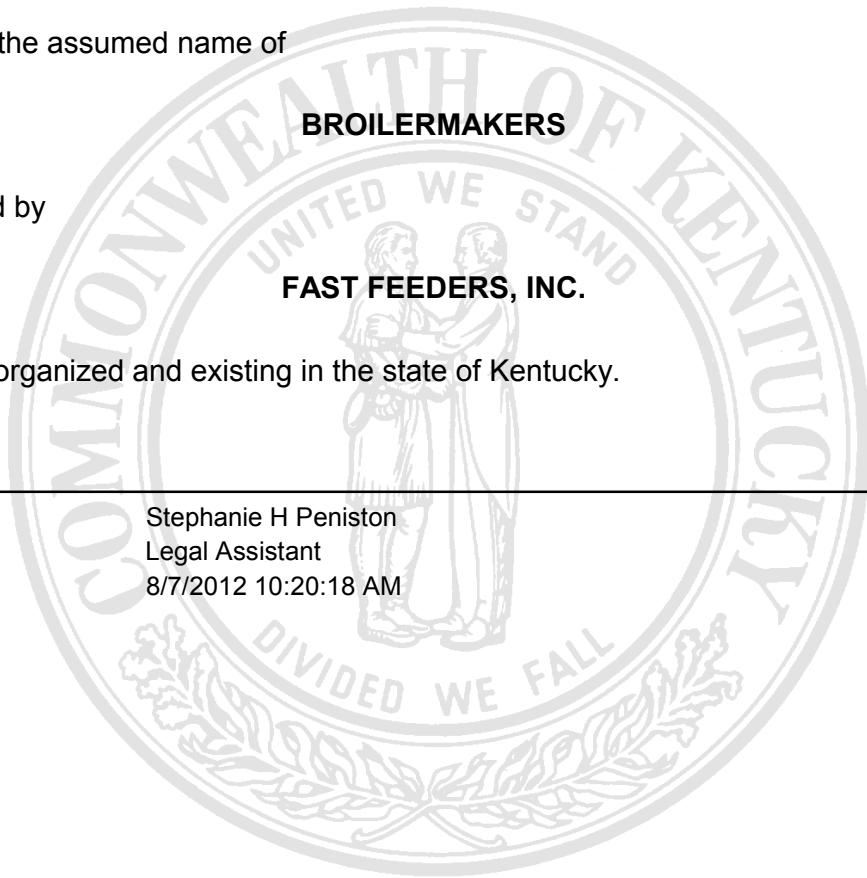 the assumed name of
BROILERMAKERS
d by
FAST FEEDERS, INC.
organized and existing in the state of Kentucky.
Stephanie H Peniston
Legal Assistant
8/7/2012 10:20:18 AM
COMMONWEALTH OF KENTUCKY
UNITED WE STAND
DIVIDED WE FALL